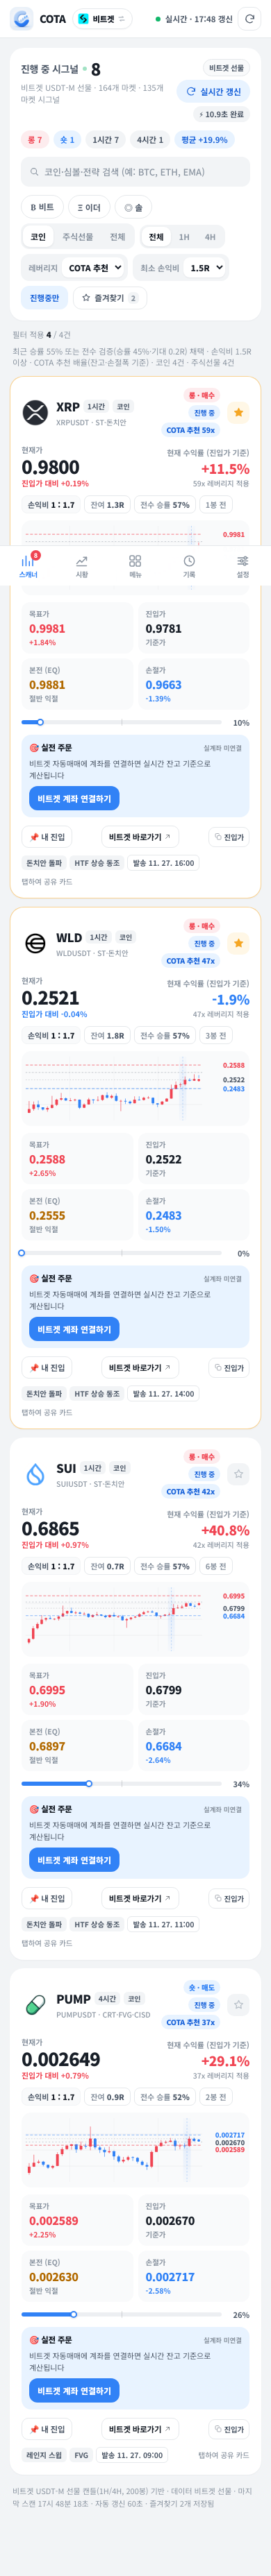 COTA 비트겟 실시간 · 17:48 갱신
진행 중 시그널 8 비트겟 선물
비트겟 USDT-M 선물 · 164개 마켓 · 135개
마켓 시그널
실시간 갱신
10.9초 완료
롱 7 숏 1 1시간 7 4시간 1 평균 +19.9%
코인·심볼·전략 검색 (예: BTC, ETH, EMA)
B 비트 Ξ 이더 솔
코인 주식선물 전체 전체 1H 4H
레버리지 COTA 추천 최소 손익비 1.5R
진행중만 즐겨찾기 2
필터 적용 4 / 4건
최근 승률 55% 또는 전수 검증(승률 45%·기대 0.2R) 채택 · 손익비 1.5R
이상 · COTA 추천 배율(잔고·손절폭 기준) · 코인 4건 · 주식선물 4건
XRP 1시간 코인 롱 · 매수
XRPUSDT · ST·돈치안 진행 중
COTA 추천 59x
현재가 현재 수익률 (진입가 기준)
0.9800 +11.5%
진입가 대비 +0.19% 59x 레버리지 적용
손익비 1 : 1.7 잔여 1.3R 전수 승률 57% 1봉 전
0.9981
스캐너 8 시황 메뉴 기록 설정
목표가 진입가
0.9981 0.9781
+1.84% 기준가
본전 (EQ) 손절가
0.9881 0.9663
절반 익절 -1.39%
10%
실전 주문 실계좌 미연결
비트겟 자동매매에 계좌를 연결하면 실시간 잔고 기준으로
계산됩니다
비트겟 계좌 연결하기
내 진입 비트겟 바로가기 진입가
돈치안 돌파 HTF 상승 동조 발송 11. 27. 16:00
탭하여 공유 카드
WLD 1시간 코인 롱 · 매수
WLDUSDT · ST·돈치안 진행 중
COTA 추천 47x
현재가 현재 수익률 (진입가 기준)
0.2521 -1.9%
진입가 대비 -0.04% 47x 레버리지 적용
손익비 1 : 1.7 잔여 1.8R 전수 승률 57% 3봉 전
0.2588
0.2522
0.2483
목표가 진입가
0.2588 0.2522
+2.65% 기준가
본전 (EQ) 손절가
0.2555 0.2483
절반 익절 -1.50%
0%
실전 주문 실계좌 미연결
비트겟 자동매매에 계좌를 연결하면 실시간 잔고 기준으로
계산됩니다
비트겟 계좌 연결하기
내 진입 비트겟 바로가기 진입가
돈치안 돌파 HTF 상승 동조 발송 11. 27. 14:00
탭하여 공유 카드
SUI 1시간 코인 롱 · 매수
SUIUSDT · ST·돈치안 진행 중
COTA 추천 42x
현재가 현재 수익률 (진입가 기준)
0.6865 +40.8%
진입가 대비 +0.97% 42x 레버리지 적용
손익비 1 : 1.7 잔여 0.7R 전수 승률 57% 6봉 전
0.6995
0.6799
0.6684
목표가 진입가
0.6995 0.6799
+1.90% 기준가
본전 (EQ) 손절가
0.6897 0.6684
절반 익절 -2.64%
34%
실전 주문 실계좌 미연결
비트겟 자동매매에 계좌를 연결하면 실시간 잔고 기준으로
계산됩니다
비트겟 계좌 연결하기
내 진입 비트겟 바로가기 진입가
돈치안 돌파 HTF 상승 동조 발송 11. 27. 11:00
탭하여 공유 카드
PUMP 4시간 코인 숏 · 매도
PUMPUSDT · CRT-FVG-CISD 진행 중
COTA 추천 37x
현재가 현재 수익률 (진입가 기준)
0.002649 +29.1%
진입가 대비 +0.79% 37x 레버리지 적용
손익비 1 : 1.7 잔여 0.9R 전수 승률 52% 2봉 전
0.002717
0.002670
0.002589
목표가 진입가
0.002589 0.002670
+2.25% 기준가
본전 (EQ) 손절가
0.002630 0.002717
절반 익절 -2.58%
26%
실전 주문 실계좌 미연결
비트겟 자동매매에 계좌를 연결하면 실시간 잔고 기준으로
계산됩니다
비트겟 계좌 연결하기
내 진입 비트겟 바로가기 진입가
레인지 스윕 FVG 발송 11. 27. 09:00 탭하여 공유 카드
비트겟 USDT-M 선물 캔들(1H/4H, 200봉) 기반 · 데이터 비트겟 선물 · 마지
막 스캔 17시 48분 18초 · 자동 갱신 60초 · 즐겨찾기 2개 저장됨